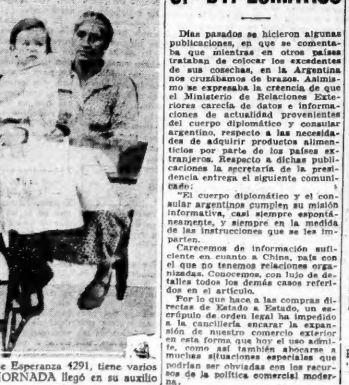 Días pasados se hicieron algunas
publicaciones, en que se comenta-
ba que mientras en otros países
trataban de colocar los excedentes
de sus cosechas, en la Argentina
nos cruzábamos de brazos. Asimis-
mo se expresaba la creencia de que
el Ministerio de Relaciones Exte-
riores carecía de datos e informa-
ciones de actualidad provenientes
del cuerpo diplomático y consular
argentino, respecto a las necesida-
des de adquirir productos alimen-
ticios por parte de los países ex-
tranjeros. Respecto a dichas publi-
caciones la secretaría de la presi-
dencia entrega el siguiente comuni-
cado:
"El cuerpo diplomático y el con-
sular argentinos cumplen su misión
informativa, casi siempre espontá-
neamente, y siempre en la medida
de las instrucciones que se les im-
parten.
Carecemos de información sufi-
ciente en cuanto a China, país con
el que no tenemos relaciones orga-
nizadas. Conocemos, con lujo de de-
talles todos los demás casos referi-
dos en el artículo.
Por lo que hace a las compras di-
rectas de Estado a Estado, un es-
crúpulo de orden legal ha impedido
a la cancillería encarar la expan-
sión de nuestro comercio exterior
en esta forma que hoy el uso admi-
te, como así también abocarse a
muchas situaciones especiales que
podrían ser obviadas con los recur-
sos de la política comercial moder-
na.
e Esperanza 4291, tiene varios
JORNADA llegó en su auxilio